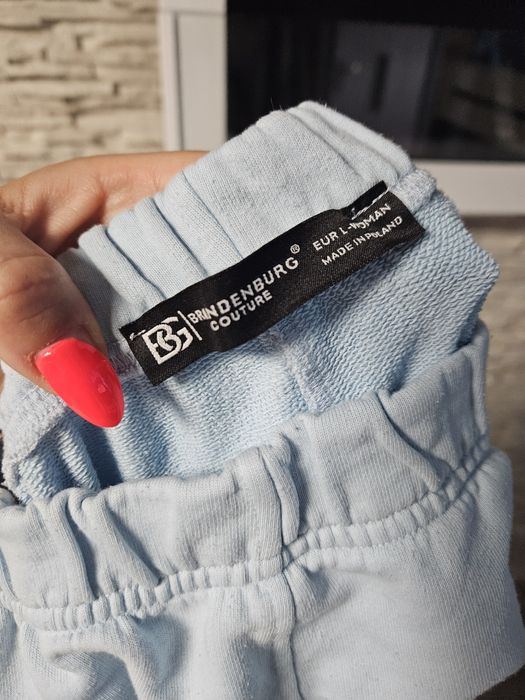 BG
BRANDENBURG®
COUTURE
EUR L-WOMAN
MADE IN POLAND